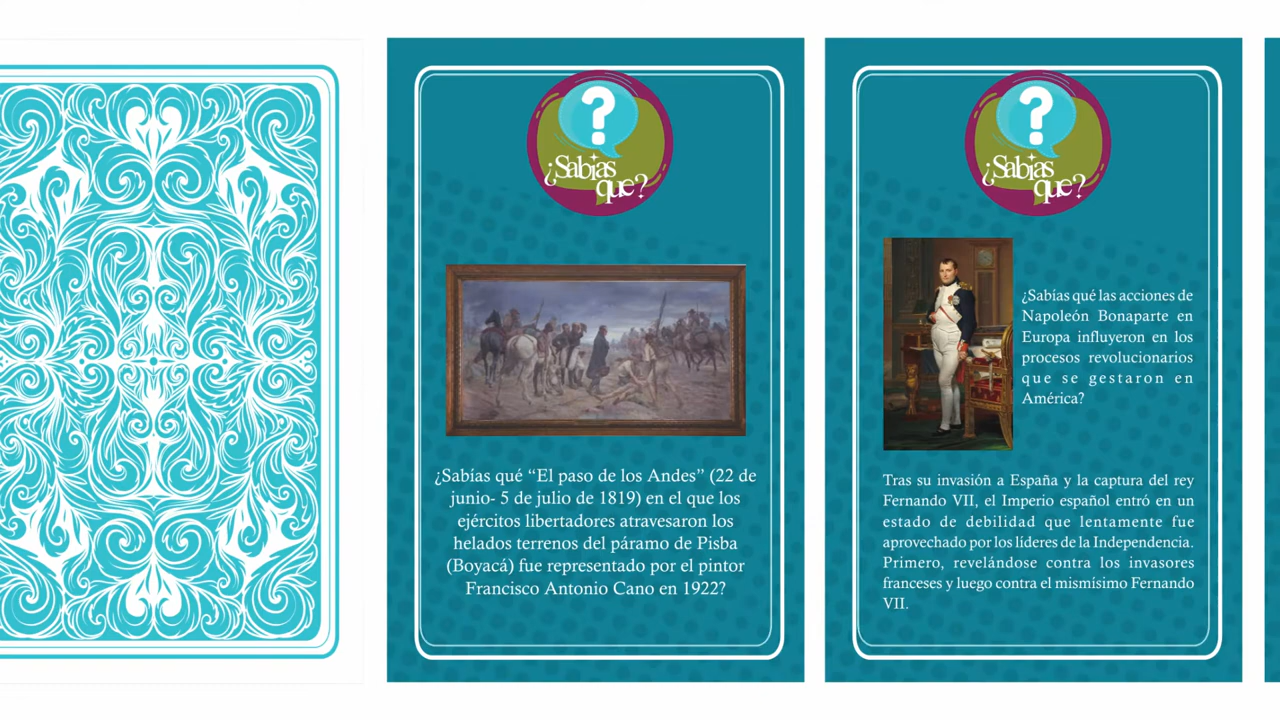 ?
¿Sabías
que?
¿Sabías qué “El paso de los Andes” (22 de
junio- 5 de julio de 1819) en el que los
ejércitos libertadores atravesaron los
helados terrenos del páramo de Pisba
(Boyacá) fue representado por el pintor
Francisco Antonio Cano en 1922?
?
¿Sabías
que?
¿Sabías qué las acciones de
Napoleón Bonaparte en
Europa influyeron en los
procesos revolucionarios
que se gestaron en
América?
Tras su invasión a España y la captura del rey
Fernando VII, el Imperio español entró en un
estado de debilidad que lentamente fue
aprovechado por los líderes de la Independencia.
Primero, revelándose contra los invasores
franceses y luego contra el mismísimo Fernando
VII.